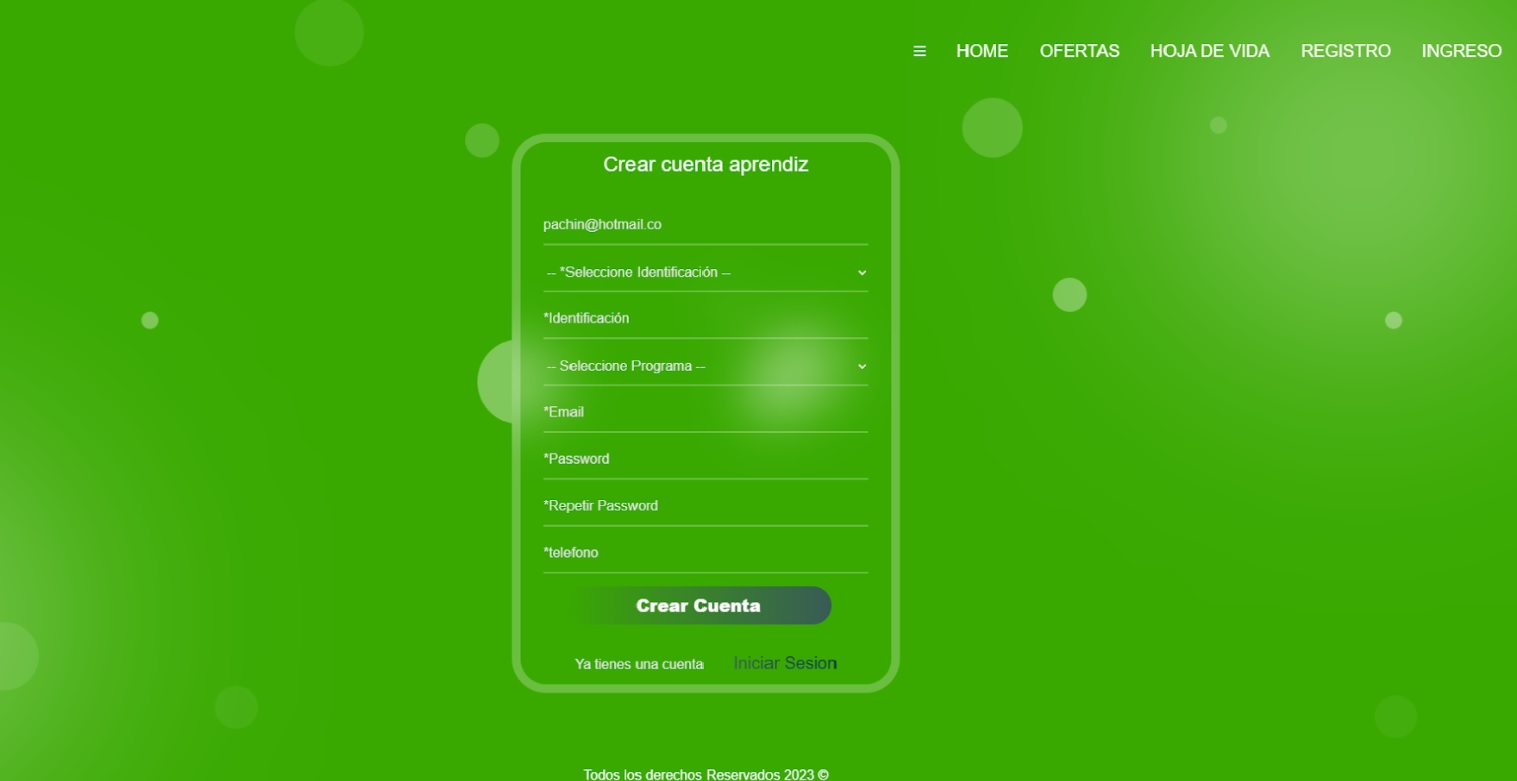 ≡ HOME OFERTAS HOJA DE VIDA REGISTRO INGRESO
Crear cuenta aprendiz
pachin@hotmail.co
-- *Seleccione Identificación --
*Identificación
-- Seleccione Programa --
*Email
*Password
*Repetir Password
*telefono
Crear Cuenta
Ya tienes una cuenta Iniciar Sesion
Todos los derechos Reservados 2023 ©